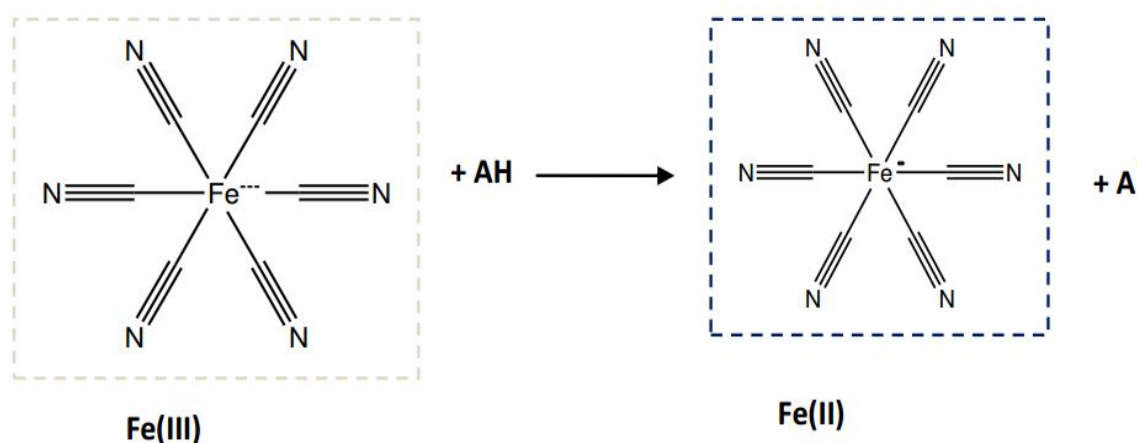 N N
N Fe--- N
N N
+ AH
N N
N Fe- N
N N
+ A
Fe(III)
Fe(II)